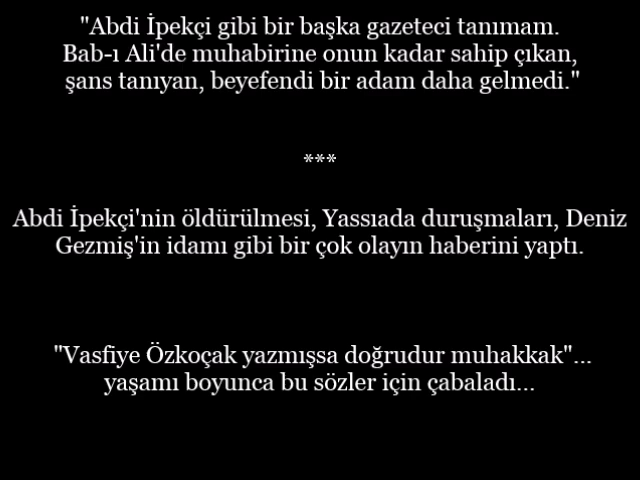 "Abdi İpekçi gibi bir başka gazeteci tanımam.
Bab-ı Ali'de muhabirine onun kadar sahip çıkan,
şans tanıyan, beyefendi bir adam daha gelmedi."
***
Abdi İpekçi'nin öldürülmesi, Yassıada duruşmaları, Deniz
Gezmiş'in idamı gibi bir çok olayın haberini yaptı.
"Vasfiye Özkoçak yazmışsa doğrudur muhakkak"...
yaşamı boyunca bu sözler için çabaladı...